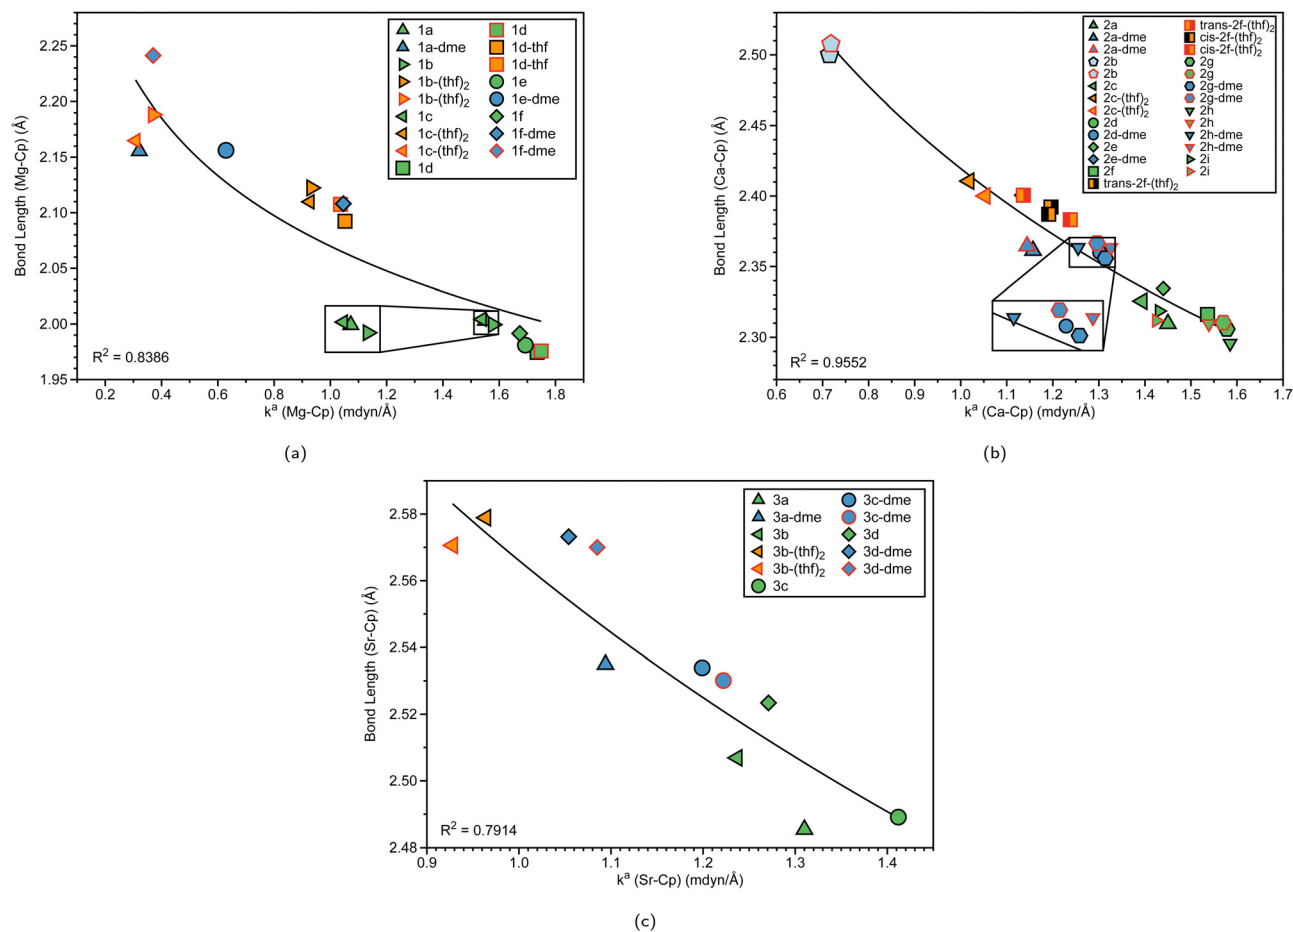 2.25
2.20
2.15
2.10
2.05
2.00
1.95
Bond Length (Mg-Cp) (Å)
1a
1a-dme
1b
1b-(thf)2
1b-(thf)2
1c
1c-(thf)2
1c-(thf)2
1d
1d
1d-thf
1d-thf
1e
1e-dme
1f
1f-dme
1f-dme
R2 = 0.8386
0.2 0.4 0.6 0.8 1.0 1.2 1.4 1.6 1.8
ka (Mg-Cp) (mdyn/Å)
(a)
2.50
2.45
2.40
2.35
2.30
Bond Length (Ca-Cp) (Å)
2a
2a-dme
2a-dme
2b
2b
2c
2c-(thf)2
2c-(thf)2
2d
2d-dme
2e
2e-dme
2f
trans-2f-(thf)2
trans-2f-(thf)2
cis-2f-(thf)2
cis-2f-(thf)2
2g
2g
2g-dme
2g-dme
2h
2h
2h-dme
2h-dme
2i
2i
R2 = 0.9552
0.6 0.7 0.8 0.9 1.0 1.1 1.2 1.3 1.4 1.5 1.6 1.7
ka (Ca-Cp) (mdyn/Å)
(b)
2.58
2.56
2.54
2.52
2.50
2.48
Bond Length (Sr-Cp) (Å)
3a
3a-dme
3b
3b-(thf)2
3b-(thf)2
3c
3c-dme
3c-dme
3d
3d-dme
3d-dme
R2 = 0.7914
0.9 1.0 1.1 1.2 1.3 1.4
ka (Sr-Cp) (mdyn/Å)
(c)